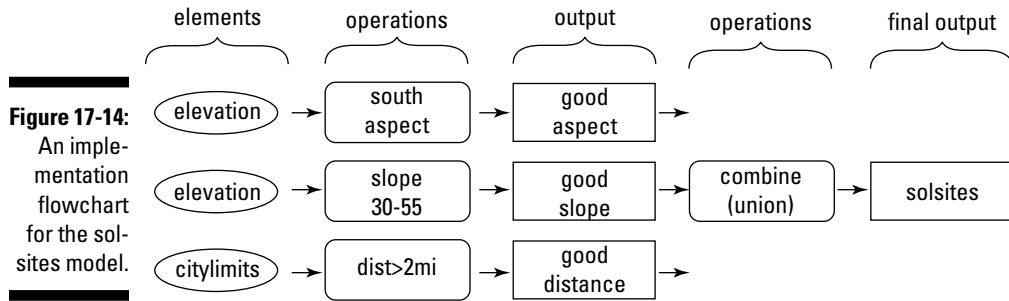 elements operations output operations final output
Figure 17-14:
An imple-
mentation
flowchart
for the sol-
sites model.
elevation
south
aspect
good
aspect
elevation
slope
30-55
good
slope
combine
(union)
solsites
citylimits
dist>2mi
good
distance